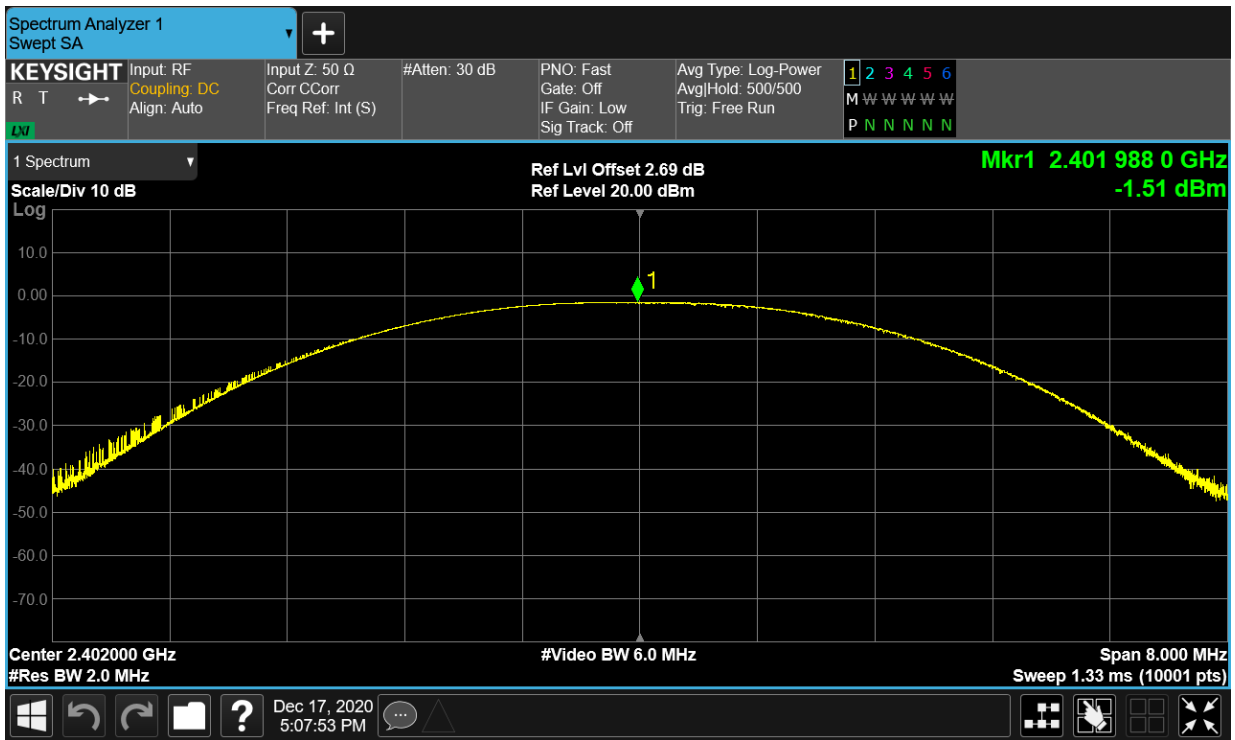 Spectrum Analyzer 1
Swept SA
KEYSIGHT
R T
LXI
Input: RF
Coupling: DC
Align: Auto
Input Z: 50 Ω
Corr CCorr
Freq Ref: Int (S)
#Atten: 30 dB
PNO: Fast
Gate: Off
IF Gain: Low
Sig Track: Off
Avg Type: Log-Power
Avg|Hold: 500/500
Trig: Free Run
1 2 3 4 5 6
M W W W W W
P N N N N N
1 Spectrum
Scale/Div 10 dB
Ref Lvl Offset 2.69 dB
Ref Level 20.00 dBm
Mkr1 2.401 988 0 GHz
-1.51 dBm
Log
10.0
0.00
-10.0
-20.0
-30.0
-40.0
-50.0
-60.0
-70.0
1
Center 2.402000 GHz
#Res BW 2.0 MHz
#Video BW 6.0 MHz
Span 8.000 MHz
Sweep 1.33 ms (10001 pts)
?
Dec 17, 2020
5:07:53 PM